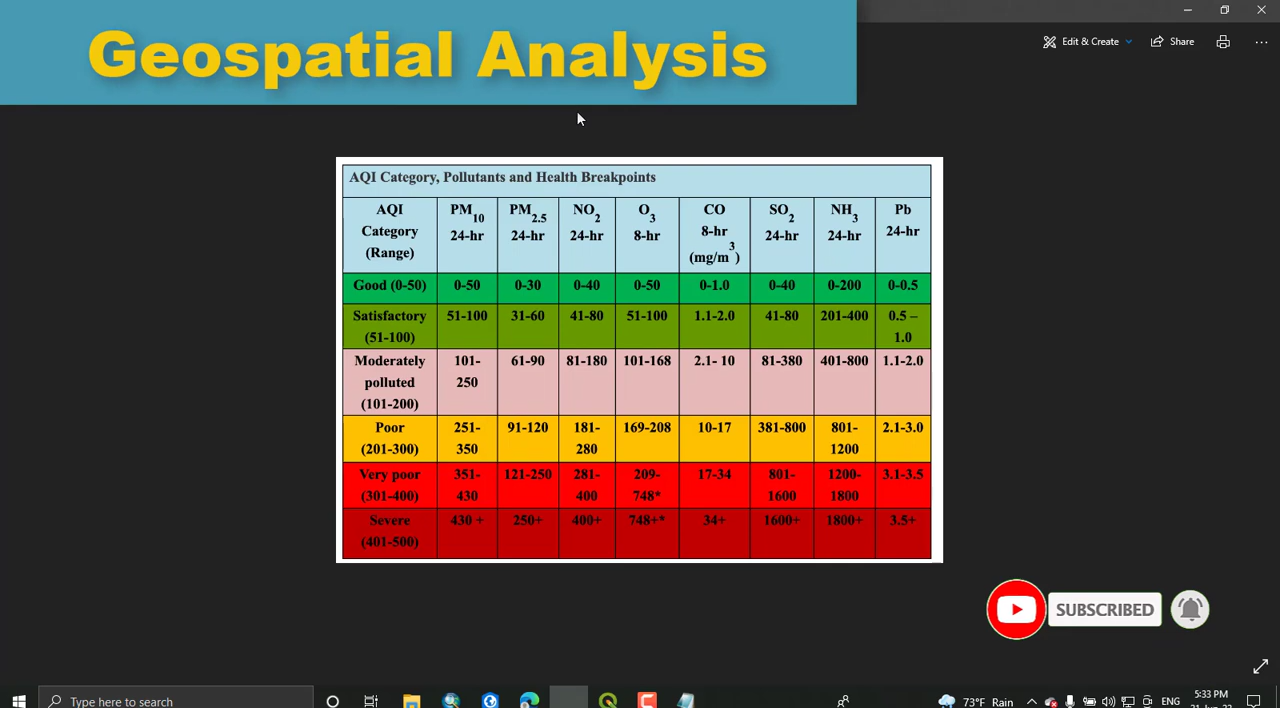 Geospatial Analysis
Edit & Create
Share
AQI Category, Pollutants and Health Breakpoints
AQI Category (Range) PM10 24-hr PM2.5 24-hr NO2 24-hr O3 8-hr CO 8-hr (mg/m3) SO2 24-hr NH3 24-hr Pb 24-hr
Good (0-50) 0-50 0-30 0-40 0-50 0-1.0 0-40 0-200 0-0.5
Satisfactory (51-100) 51-100 31-60 41-80 51-100 1.1-2.0 41-80 201-400 0.5 – 1.0
Moderately polluted (101-200) 101-250 61-90 81-180 101-168 2.1- 10 81-380 401-800 1.1-2.0
Poor (201-300) 251-350 91-120 181-280 169-208 10-17 381-800 801-1200 2.1-3.0
Very poor (301-400) 351-430 121-250 281-400 209-748* 17-34 801-1600 1200-1800 3.1-3.5
Severe (401-500) 430 + 250+ 400+ 748+* 34+ 1600+ 1800+ 3.5+
SUBSCRIBED
Type here to search
73°F Rain
ENG
5:33 PM